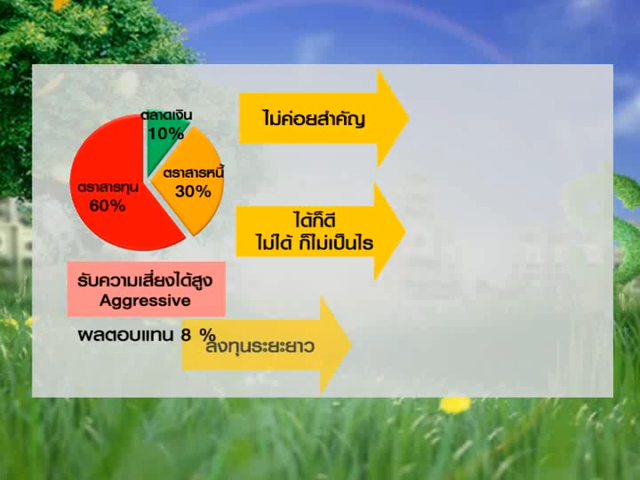 ตลาดเงิน
10%
ตราสารหนี้
30%
ตราสารทุน
60%
รับความเสี่ยงได้สูง
Aggressive
ผลตอบแทน 8 %
ไม่ค่อยสำคัญ
ได้ก็ดี
ไม่ได้ ก็ไม่เป็นไร
ลงทุนระยะยาว